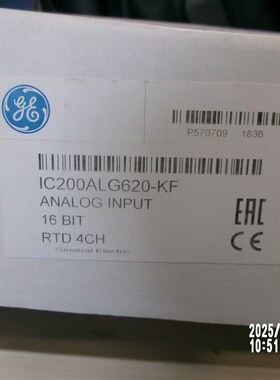 GE
P570709 1836
IC200ALG620-KF
ANALOG INPUT
16 BIT
RTD 4CH
General Electric
EAC
CE
2025/
10:51